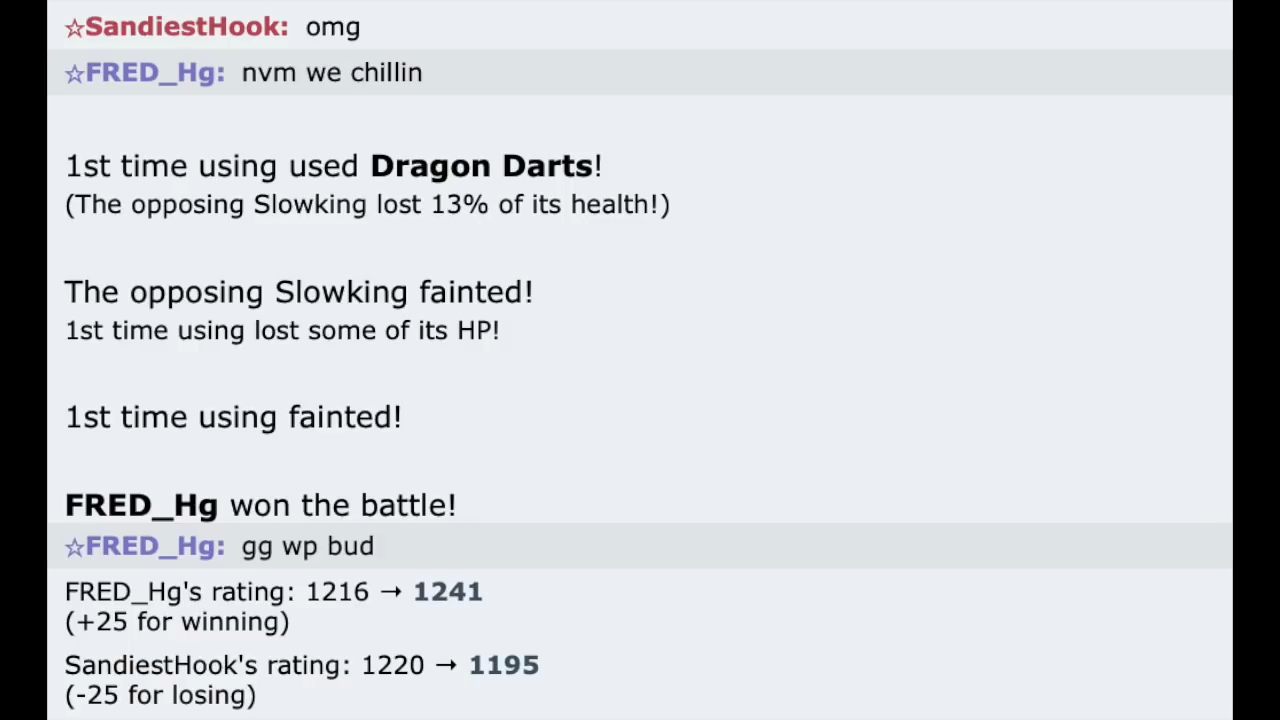 ☆SandiestHook: omg
☆FRED_Hg: nvm we chillin
1st time using used Dragon Darts!
(The opposing Slowking lost 13% of its health!)
The opposing Slowking fainted!
1st time using lost some of its HP!
1st time using fainted!
FRED_Hg won the battle!
☆FRED_Hg: gg wp bud
FRED_Hg's rating: 1216 → 1241
(+25 for winning)
SandiestHook's rating: 1220 → 1195
(-25 for losing)